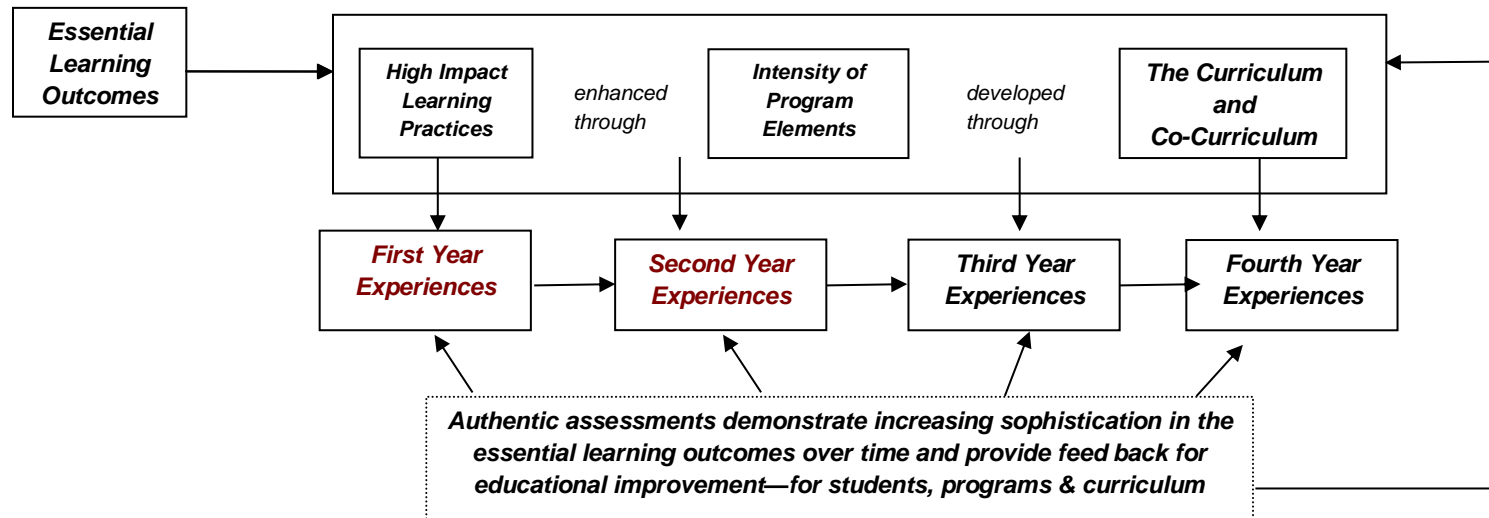 Essential
Learning
Outcomes
High Impact
Learning
Practices
enhanced
through
Intensity of
Program
Elements
developed
through
The Curriculum
and
Co-Curriculum
First Year
Experiences
Second Year
Experiences
Third Year
Experiences
Fourth Year
Experiences
Authentic assessments demonstrate increasing sophistication in the
essential learning outcomes over time and provide feed back for
educational improvement—for students, programs & curriculum